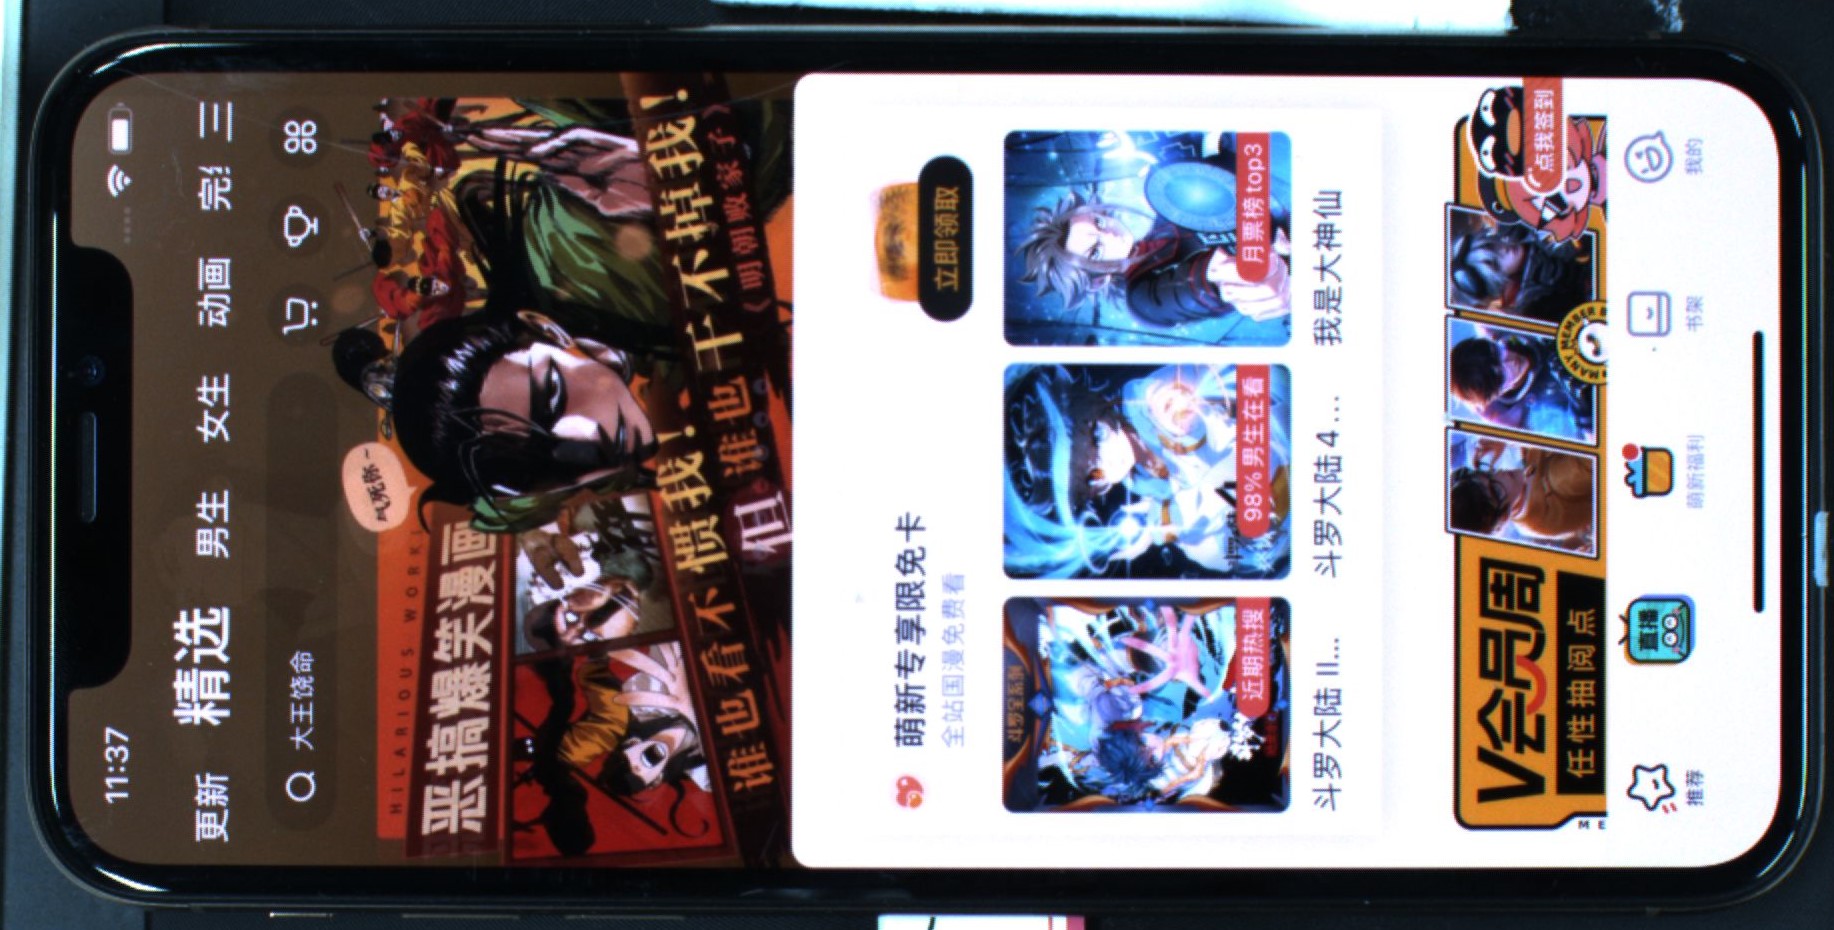 11:37
更新 精选 男生 女生 动画
大王饶命
气死你~
HILARIOUS WORK
恶搞爆笑漫画
谁也看不惯我!
但谁也干不掉我!
《明朝败家子》
萌新专享限免卡
全站国漫免费看
立即领取
斗罗全系列
近期热搜
98%男生在看
月票榜top3
斗罗大陆 II...
斗罗大陆4...
我是大神仙
V会员周
任性抽阅点
点我签到
推荐
直播
萌新福利
书架
我的